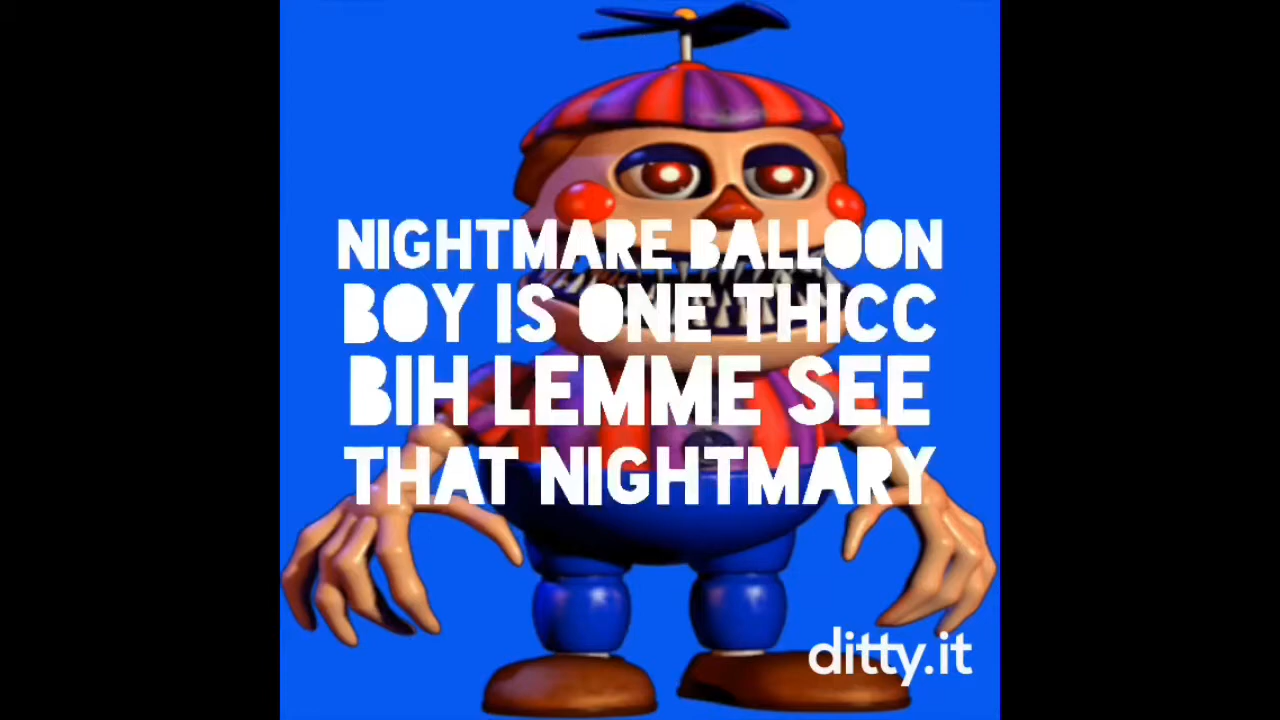 NIGHTMARE BALLOON
BOY IS ONE THICC
BIH LEMME SEE
THAT NIGHTMARY
ditty.it